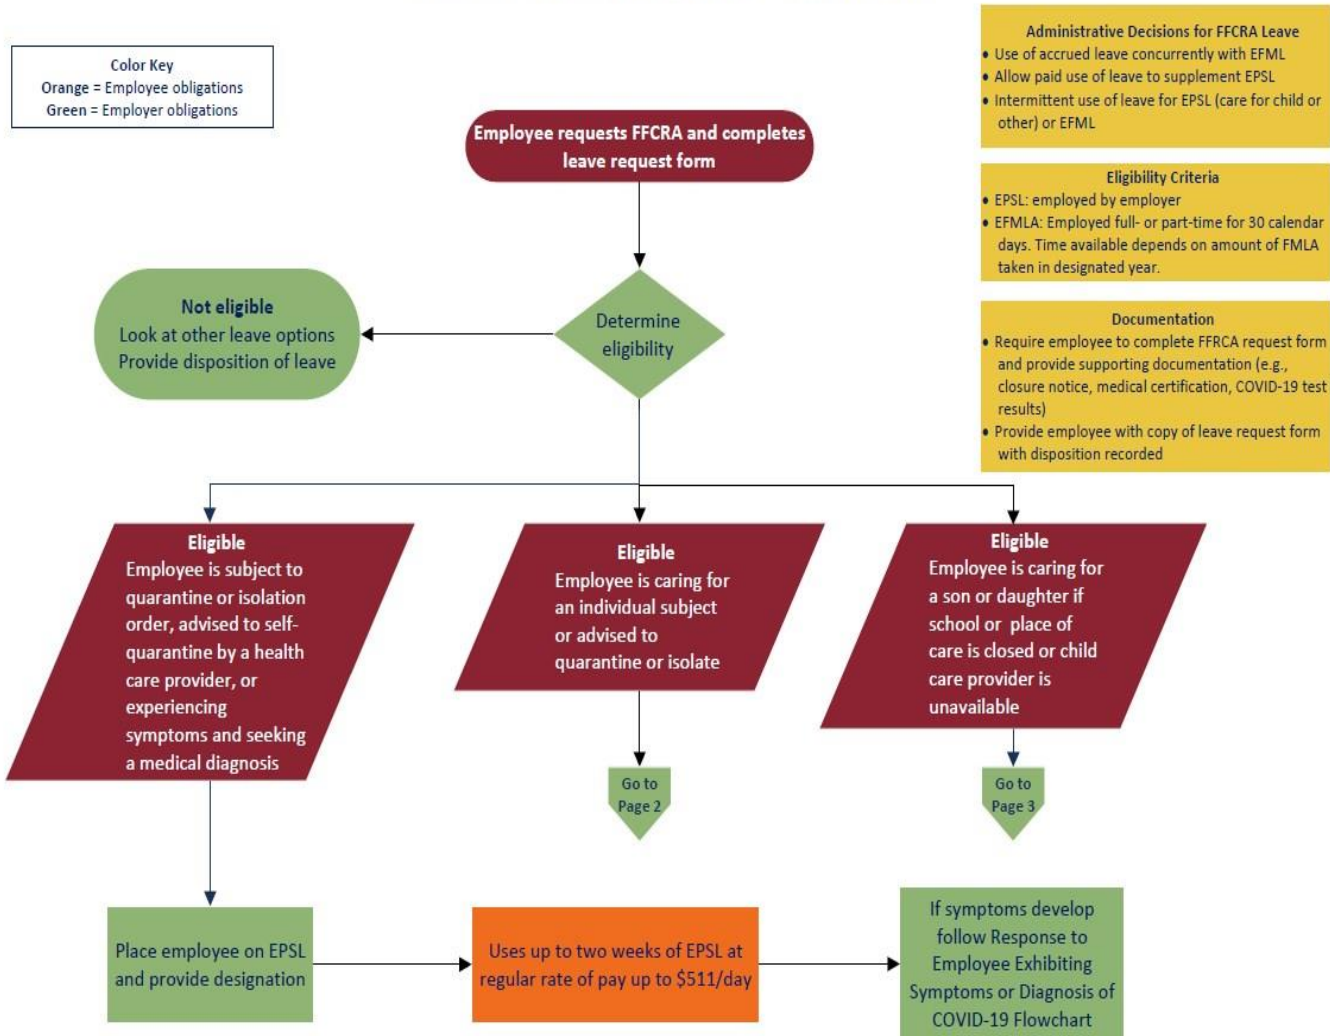 Color Key
Orange = Employee obligations
Green = Employer obligations
Administrative Decisions for FFCRA Leave
• Use of accrued leave concurrently with EFML
• Allow paid use of leave to supplement EPSL
• Intermittent use of leave for EPSL (care for child or
other) or EFML
Employee requests FFCRA and completes
leave request form
Eligibility Criteria
• EPSL: employed by employer
• EFMLA: Employed full- or part-time for 30 calendar
days. Time available depends on amount of FMLA
taken in designated year.
Not eligible
Look at other leave options
Provide disposition of leave
Determine
eligibility
Documentation
• Require employee to complete FFRCA request form
and provide supporting documentation (e.g.,
closure notice, medical certification, COVID-19 test
results)
• Provide employee with copy of leave request form
with disposition recorded
Eligible
Employee is subject to
quarantine or isolation
order, advised to self-
quarantine by a health
care provider, or
experiencing
symptoms and seeking
a medical diagnosis
Eligible
Employee is caring for
an individual subject
or advised to
quarantine or isolate
Eligible
Employee is caring for
a son or daughter if
school or place of
care is closed or child
care provider is
unavailable
Go to
Page 2
Go to
Page 3
Place employee on EPSL
and provide designation
Uses up to two weeks of EPSL at
regular rate of pay up to $511/day
If symptoms develop
follow Response to
Employee Exhibiting
Symptoms or Diagnosis of
COVID-19 Flowchart